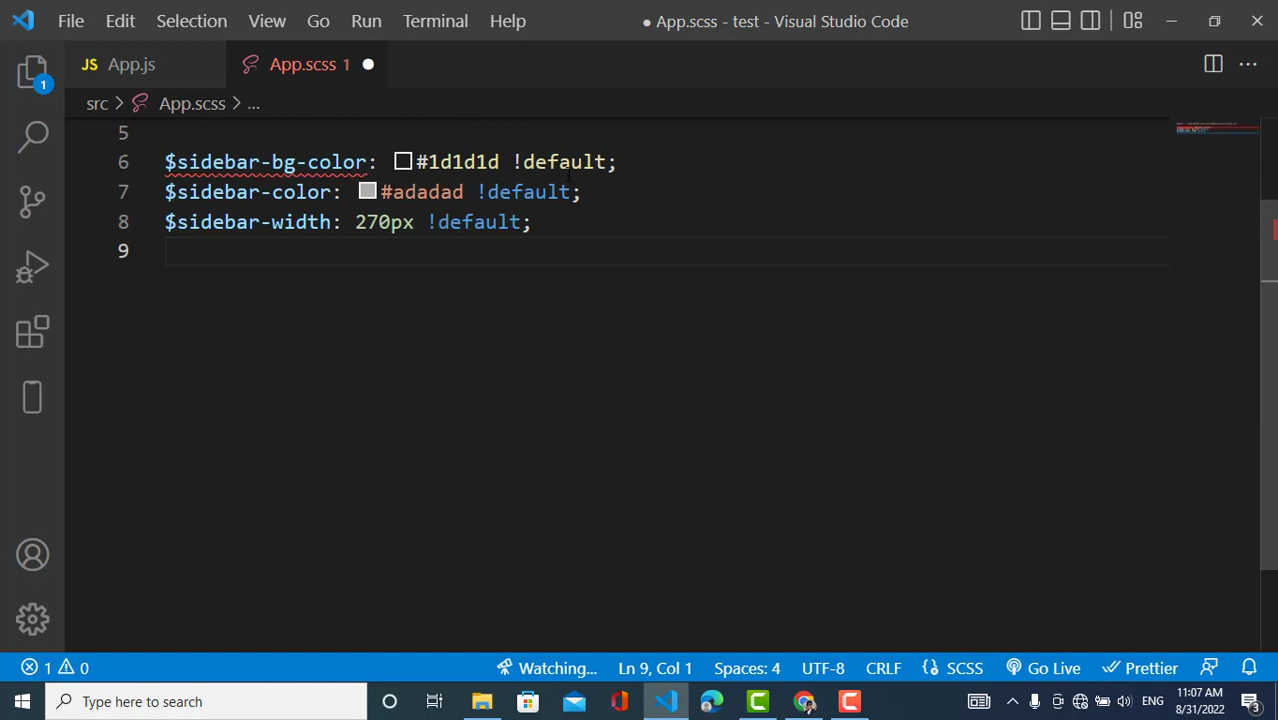 File Edit Selection View Go Run Terminal Help ● App.scss - test - Visual Studio Code
JS App.js App.scss 1 ●
1
src > App.scss > ...
5
6 $sidebar-bg-color: #1d1d1d !default;
7 $sidebar-color: #adadad !default;
8 $sidebar-width: 270px !default;
9
1 0 Watching... Ln 9, Col 1 Spaces: 4 UTF-8 CRLF SCSS Go Live Prettier
Type here to search ENG 11:07 AM
8/31/2022 3